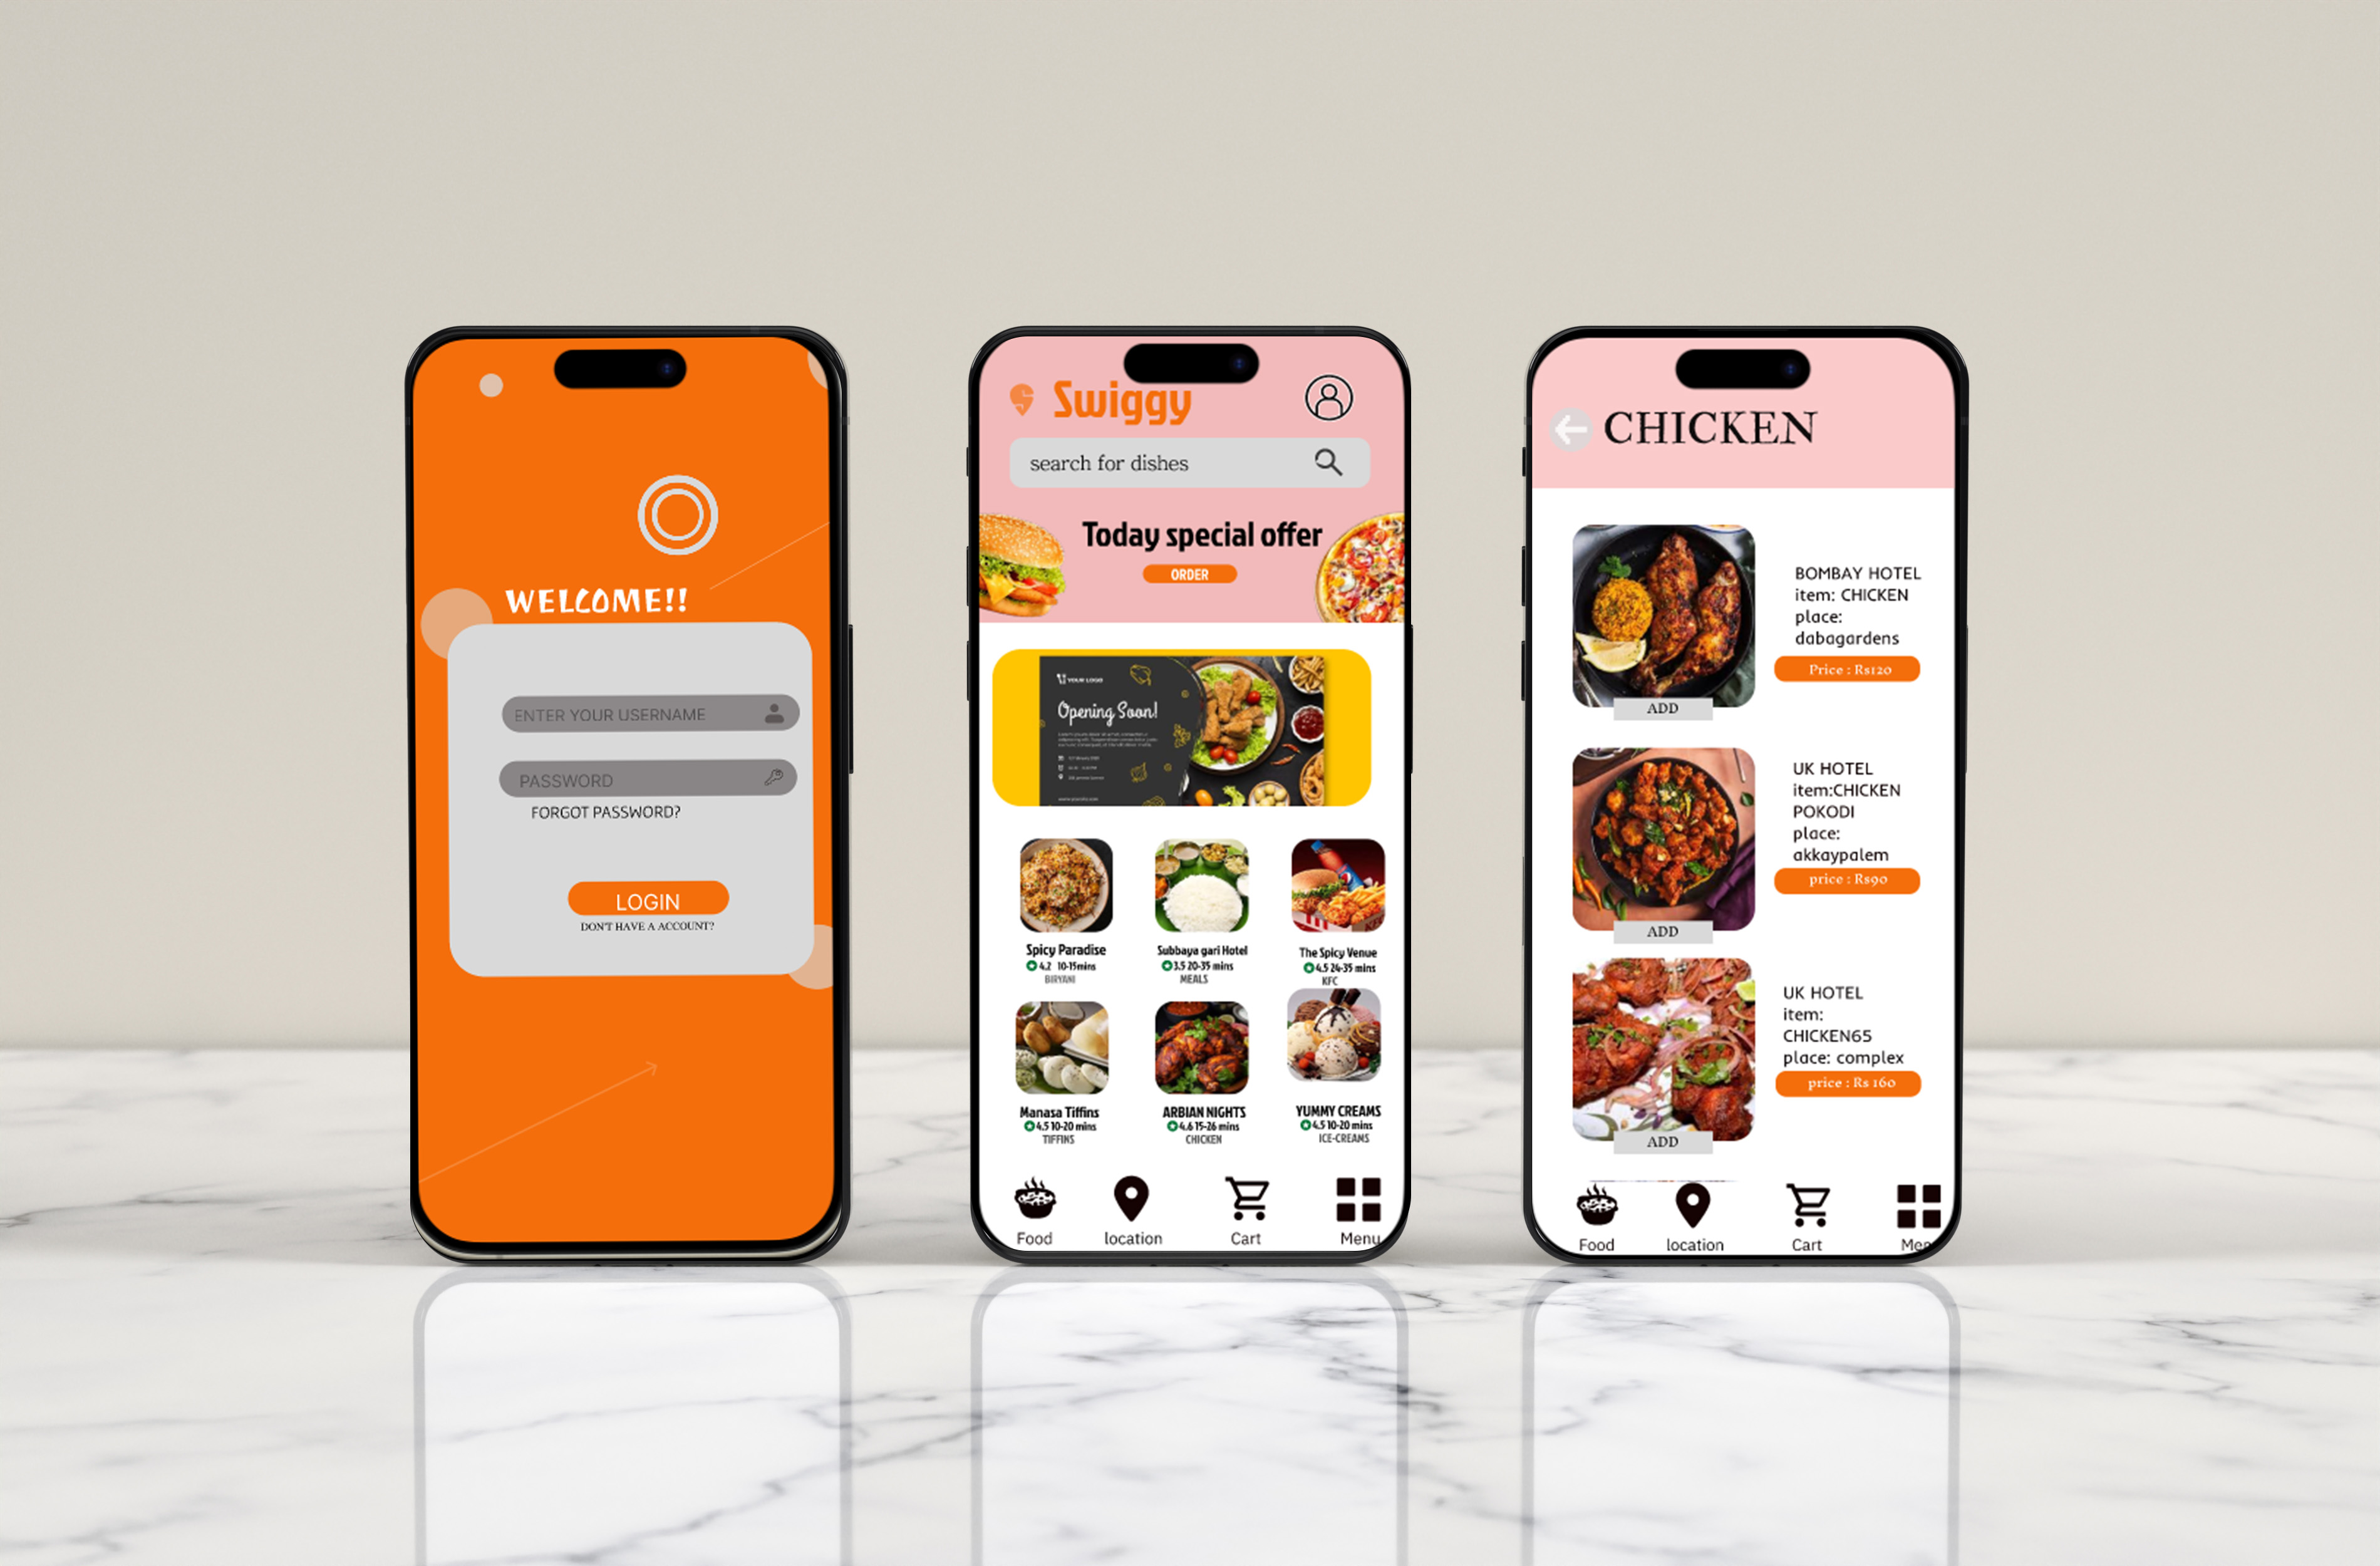 WELCOME!!
ENTER YOUR USERNAME
PASSWORD
FORGOT PASSWORD?
LOGIN
DON'T HAVE A ACCOUNT?
Swiggy
search for dishes
Today special offer
ORDER
YOUR LOGO
Opening Soon!
Spicy Paradise
4.2 10-15mins
BIRYANI
Subbaya gari Hotel
3.5 20-35 mins
MEALS
The Spicy Venue
4.5 24-35 mins
KFC
Manasa Tiffins
4.5 10-20 mins
TIFFINS
ARBIAN NIGHTS
4.6 15-26 mins
CHICKEN
YUMMY CREAMS
4.5 10-20 mins
ICE-CREAMS
Food
location
Cart
Menu
CHICKEN
BOMBAY HOTEL
item: CHICKEN
place:
dabagardens
Price : Rs120
ADD
UK HOTEL
item:CHICKEN
POKODI
place:
akkaypalem
price : Rs90
ADD
UK HOTEL
item:
CHICKEN65
place: complex
price : Rs 160
ADD
Food
location
Cart